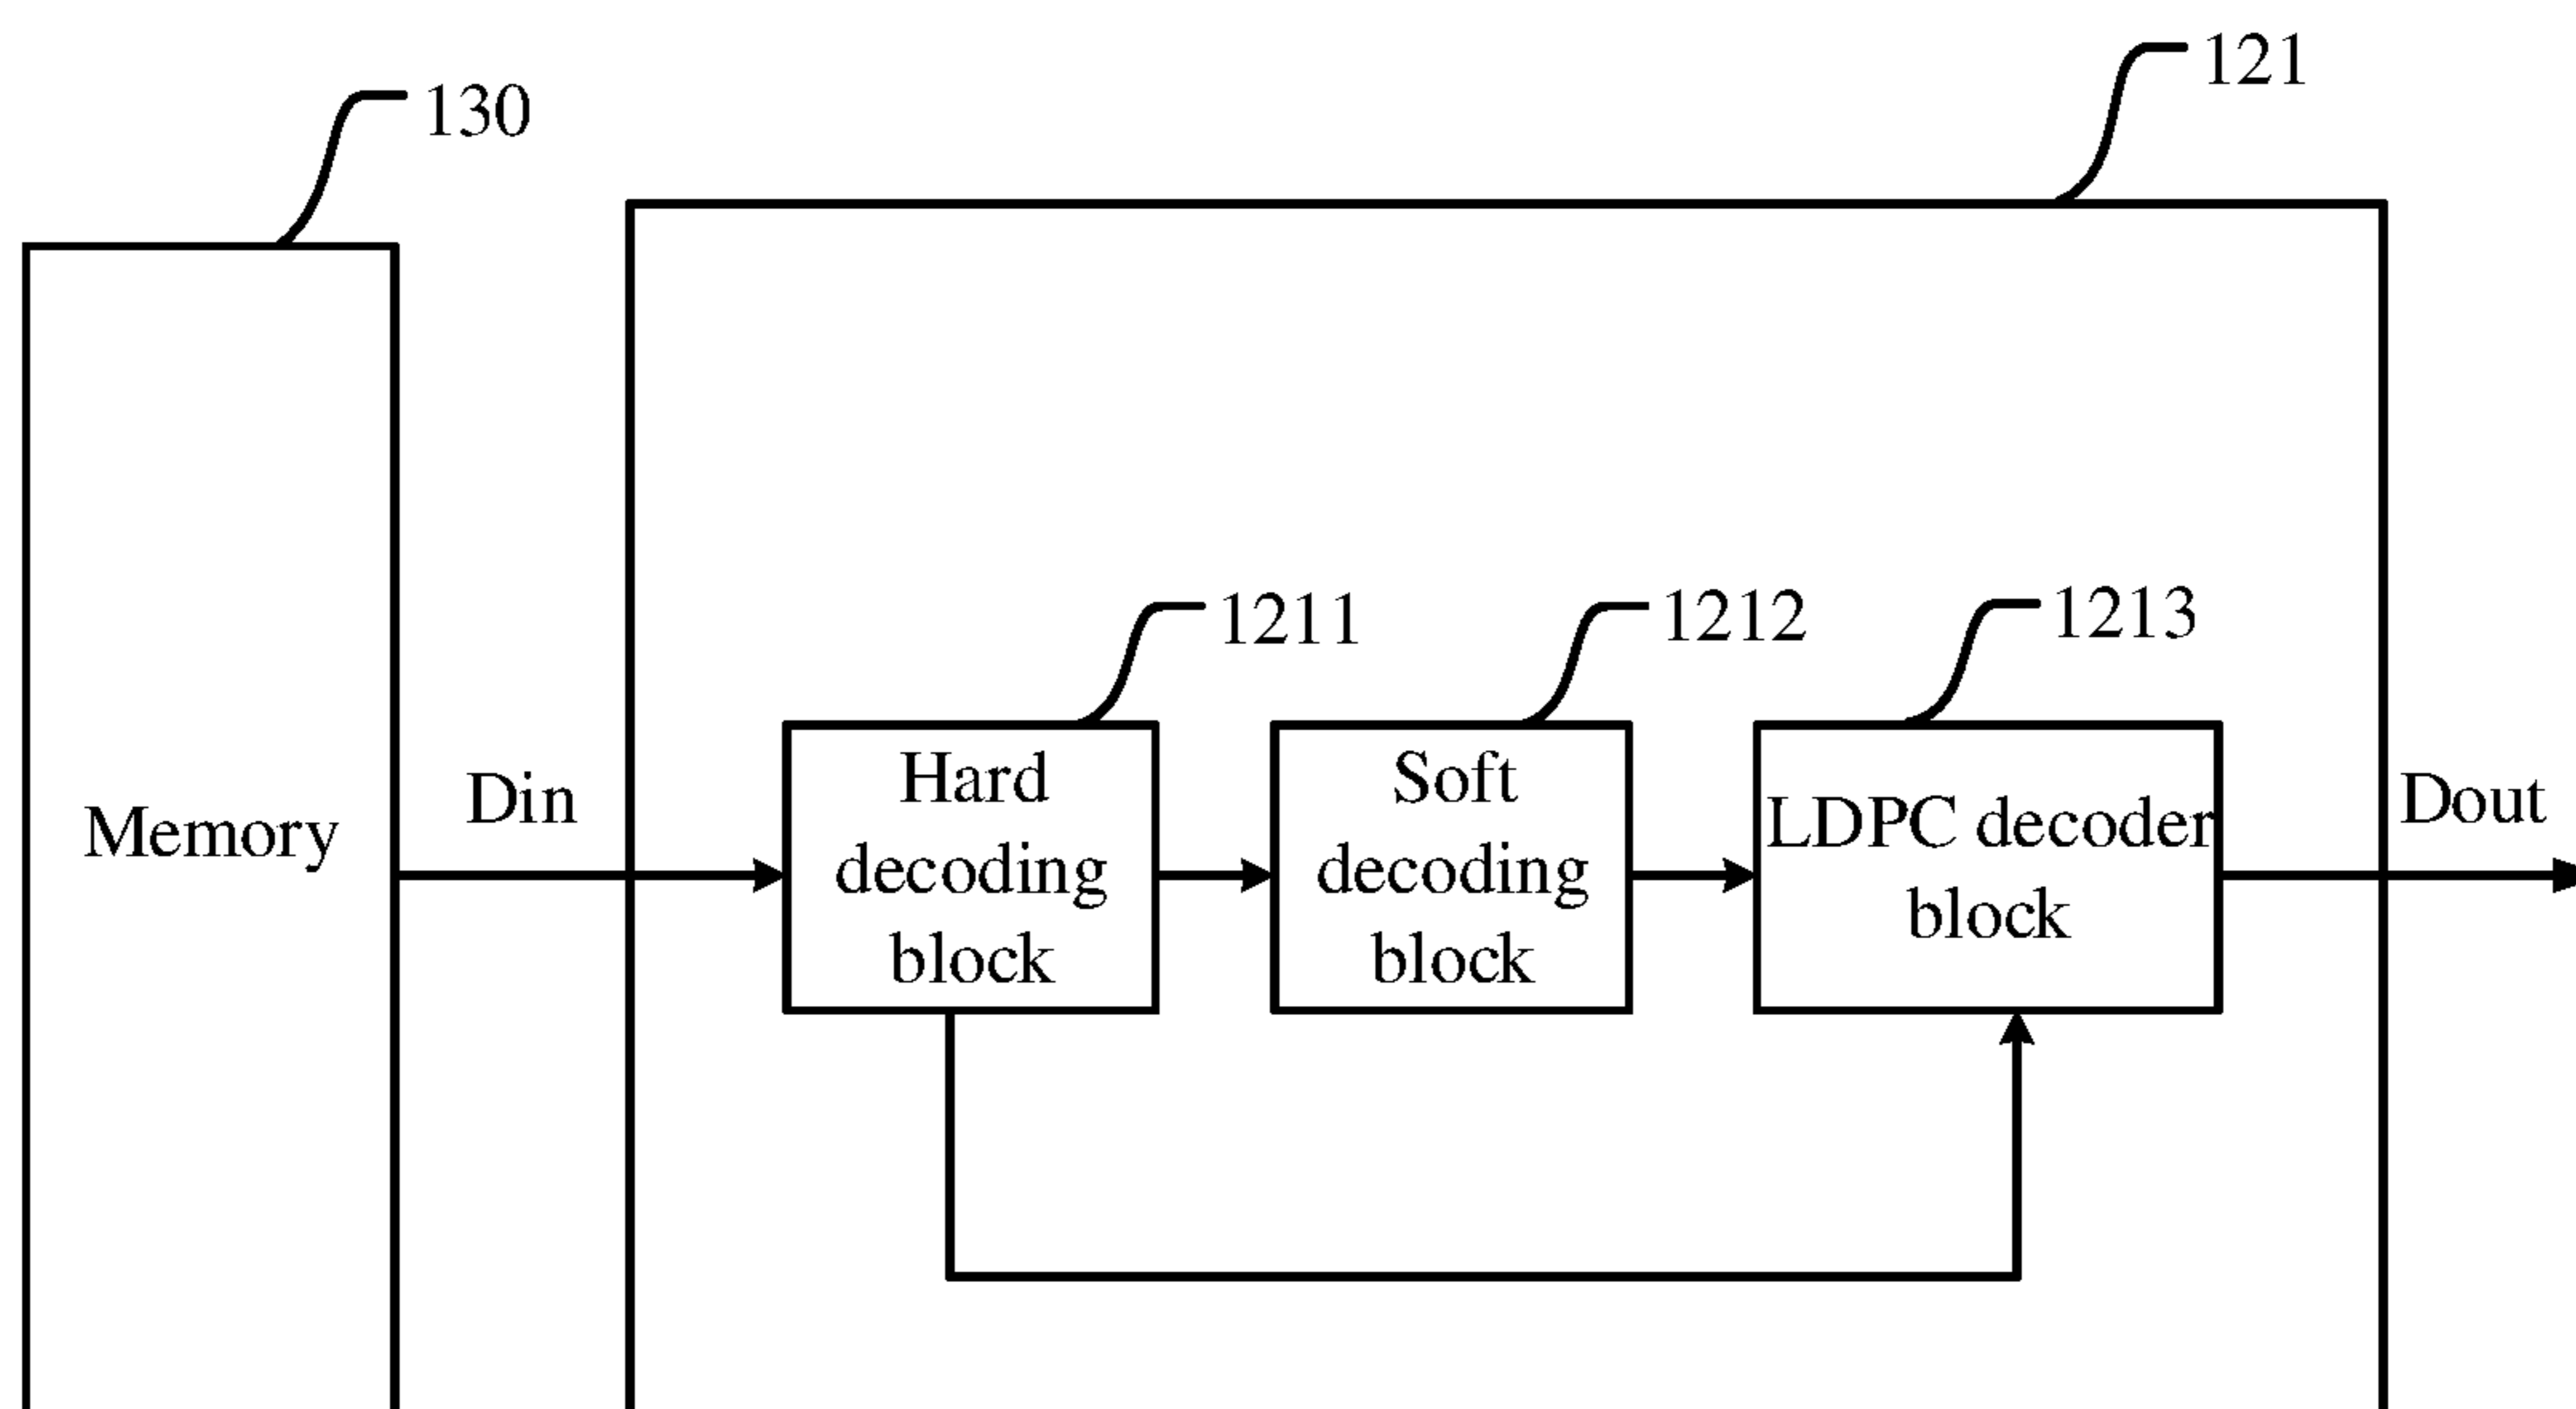 121
130
1211
1212
1213
Memory
Din
Hard
decoding
block
Soft
decoding
block
LDPC decoder
block
Dout